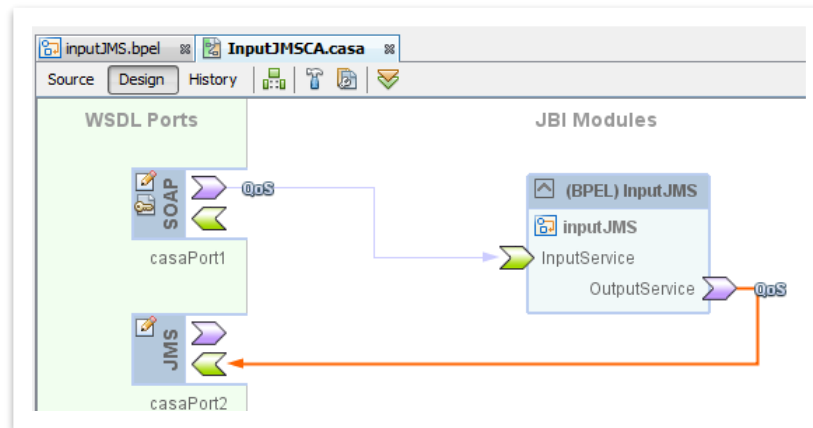 inputJMS.bpel InputJMSCA.casa
Source Design History
WSDL Ports JBI Modules
SOAP
QoS
casaPort1
(BPEL) InputJMS
inputJMS
InputService
OutputService QoS
JMS
casaPort2